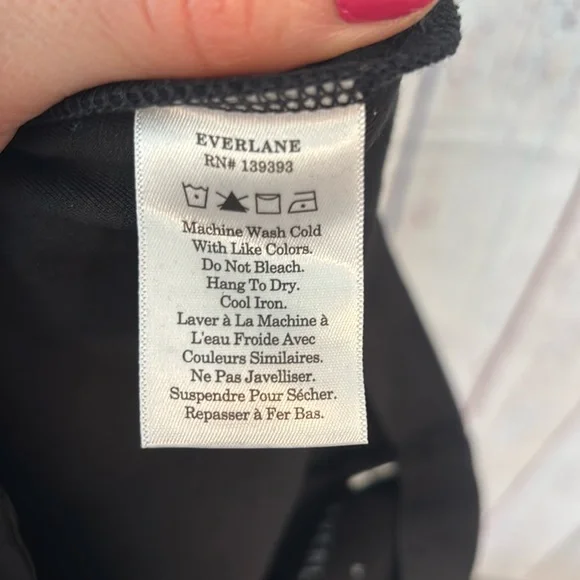 EVERLANE
RN# 139393
Machine Wash Cold
With Like Colors.
Do Not Bleach.
Hang To Dry.
Cool Iron.
Laver à La Machine à
L'eau Froide Avec
Couleurs Similaires.
Ne Pas Javelliser.
Suspendre Pour Sécher.
Repasser à Fer Bas.